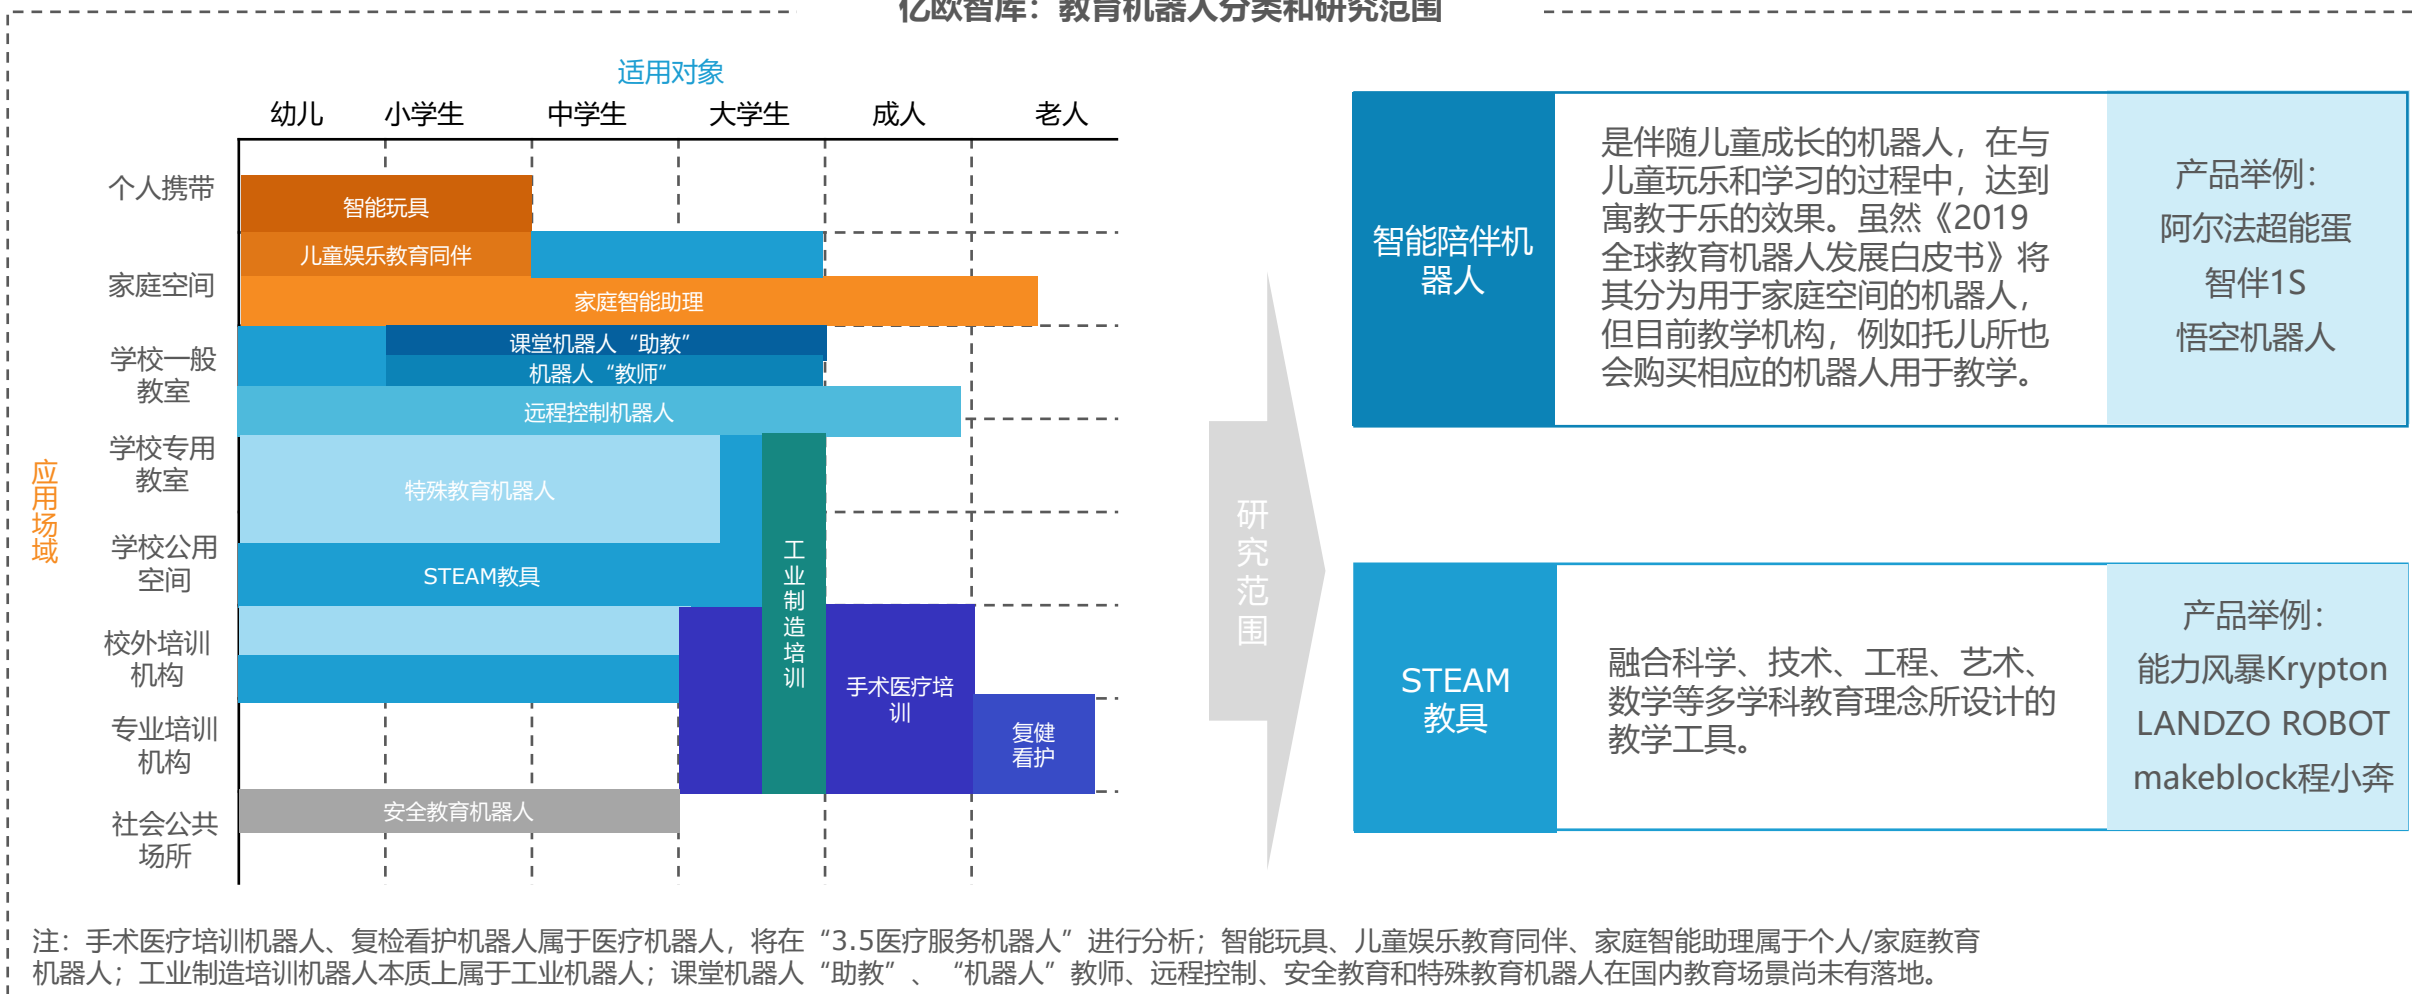 亿欧智库：教育机器人分类和研究范围
适用对象
幼儿 小学生 中学生 大学生 成人 老人
应用场域
个人携带
家庭空间
学校一般
教室
学校专用
教室
学校公用
空间
校外培训
机构
专业培训
机构
社会公共
场所
智能玩具
儿童娱乐教育同伴
家庭智能助理
课堂机器人“助教”
机器人“教师”
远程控制机器人
特殊教育机器人
STEAM教具
工业制造培训
手术医疗培
训
复健
看护
安全教育机器人
研究范围
智能陪伴机
器人
是伴随儿童成长的机器人，在与
儿童玩乐和学习的过程中，达到
寓教于乐的效果。虽然《2019
全球教育机器人发展白皮书》将
其分为用于家庭空间的机器人，
但目前教学机构，例如托儿所也
会购买相应的机器人用于教学。
产品举例：
阿尔法超能蛋
智伴1S
悟空机器人
STEAM
教具
融合科学、技术、工程、艺术、
数学等多学科教育理念所设计的
教学工具。
产品举例：
能力风暴Krypton
LANDZO ROBOT
makeblock程小奔
注：手术医疗培训机器人、复检看护机器人属于医疗机器人，将在“3.5医疗服务机器人”进行分析；智能玩具、儿童娱乐教育同伴、家庭智能助理属于个人/家庭教育
机器人；工业制造培训机器人本质上属于工业机器人；课堂机器人“助教”、“机器人”教师、远程控制、安全教育和特殊教育机器人在国内教育场景尚未有落地。